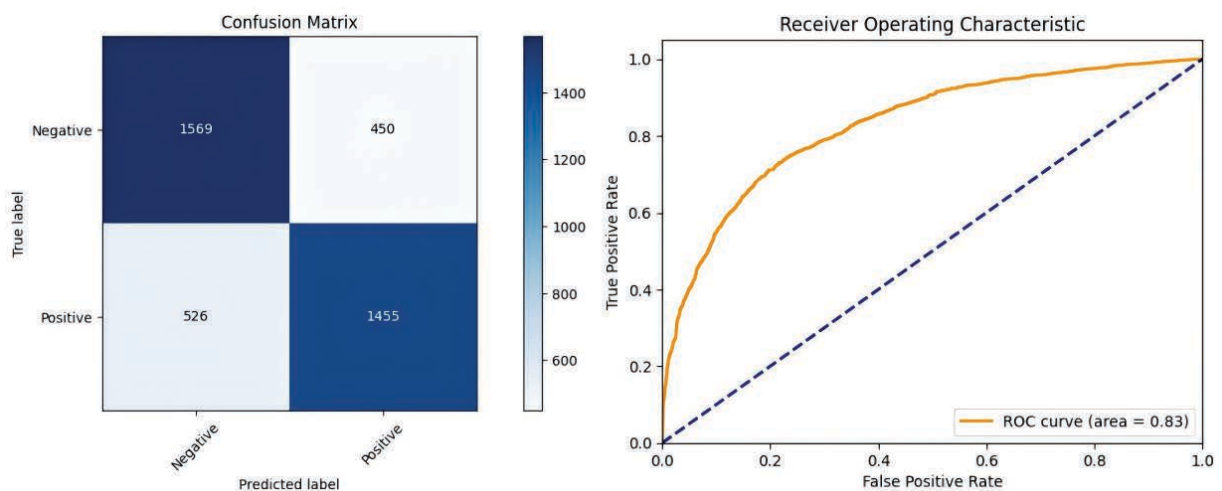 Confusion Matrix
Negative
Positive
True label
1569
450
526
1455
Negative
Positive
Predicted label
1400
1200
1000
800
600
Receiver Operating Characteristic
True Positive Rate
1.0
0.8
0.6
0.4
0.2
0.0
0.0
0.2
0.4
0.6
0.8
1.0
False Positive Rate
ROC curve (area = 0.83)